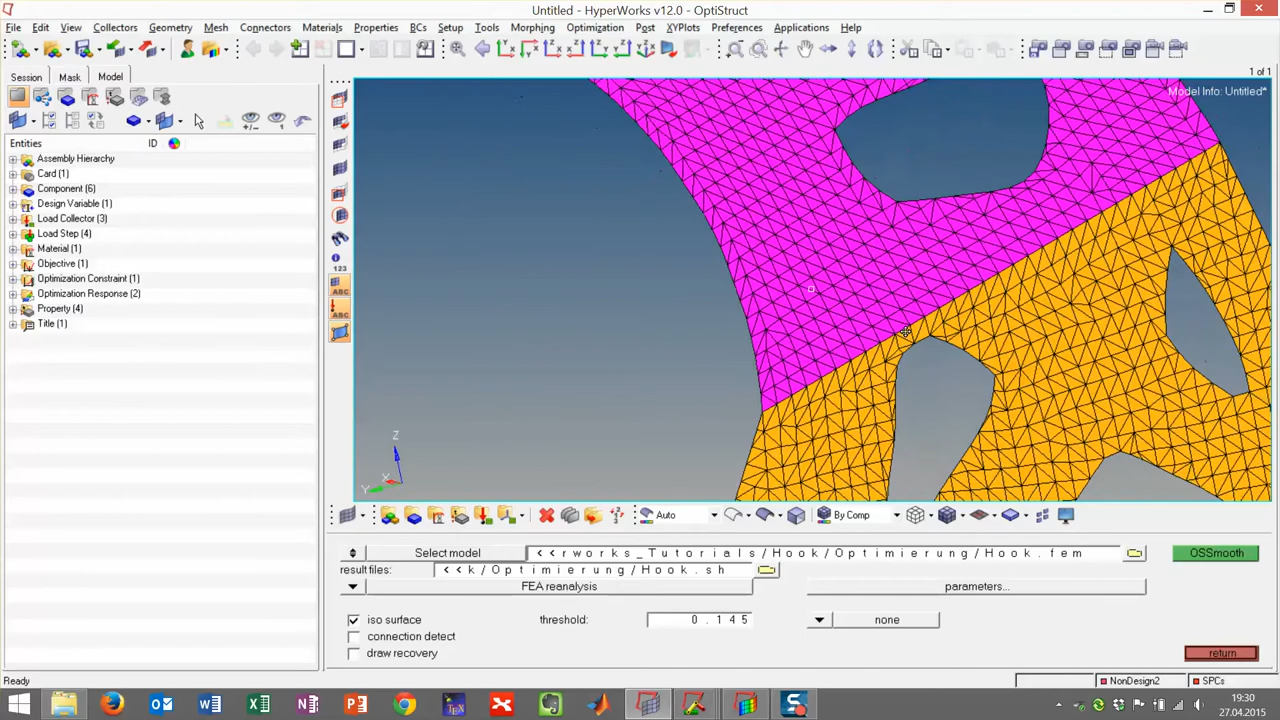 Untitled - HyperWorks v12.0 - OptiStruct
File Edit View Collectors Geometry Mesh Connectors Materials Properties BCs Setup Tools Morphing Optimization Post XYPlots Preferences Applications Help
Session Mask Model
1 of 1
Model Info: Untitled*
Entities ID
Assembly Hierarchy
Card (1)
Component (6)
Design Variable (1)
Load Collector (3)
Load Step (4)
Material (1)
Objective (1)
Optimization Constraint (1)
Optimization Response (2)
Property (4)
Title (1)
123
ABC
ABC
Z
X
Y
Auto
By Comp
Select model <<rworks_Tutorials/Hook/Optimierung/Hook.fem OSSmooth
result files: <<k/Optimierung/Hook.sh
FEA reanalysis parameters...
iso surface threshold: 0.145 none
connection detect
draw recovery
return
Ready
NonDesign2 SPCs
19:30
27.04.2015